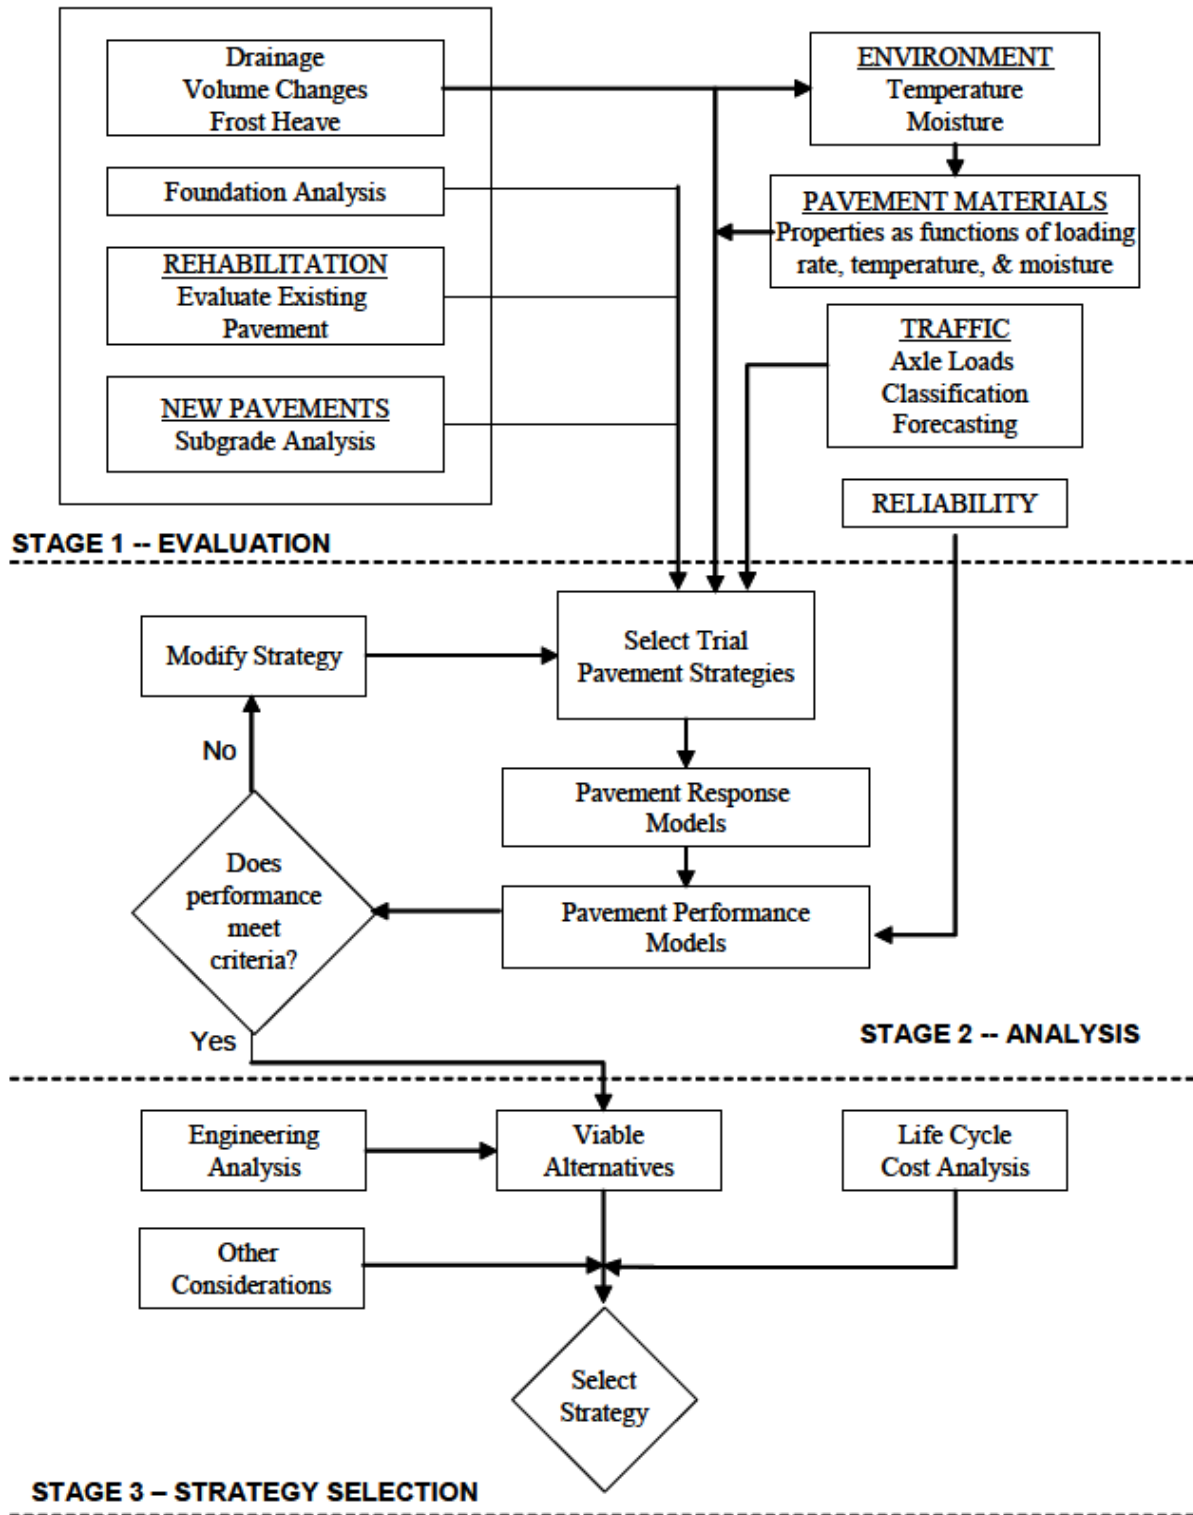 Drainage
Volume Changes
Frost Heave
ENVIRONMENT
Temperature
Moisture
Foundation Analysis
PAVEMENT MATERIALS
Properties as functions of loading
rate, temperature, & moisture
REHABILITATION
Evaluate Existing
Pavement
TRAFFIC
Axle Loads
Classification
Forecasting
NEW PAVEMENTS
Subgrade Analysis
RELIABILITY
STAGE 1 -- EVALUATION
Modify Strategy
Select Trial
Pavement Strategies
No
Pavement Response
Models
Does
performance
meet
criteria?
Pavement Performance
Models
Yes
STAGE 2 -- ANALYSIS
Engineering
Analysis
Viable
Alternatives
Life Cycle
Cost Analysis
Other
Considerations
Select
Strategy
STAGE 3 – STRATEGY SELECTION